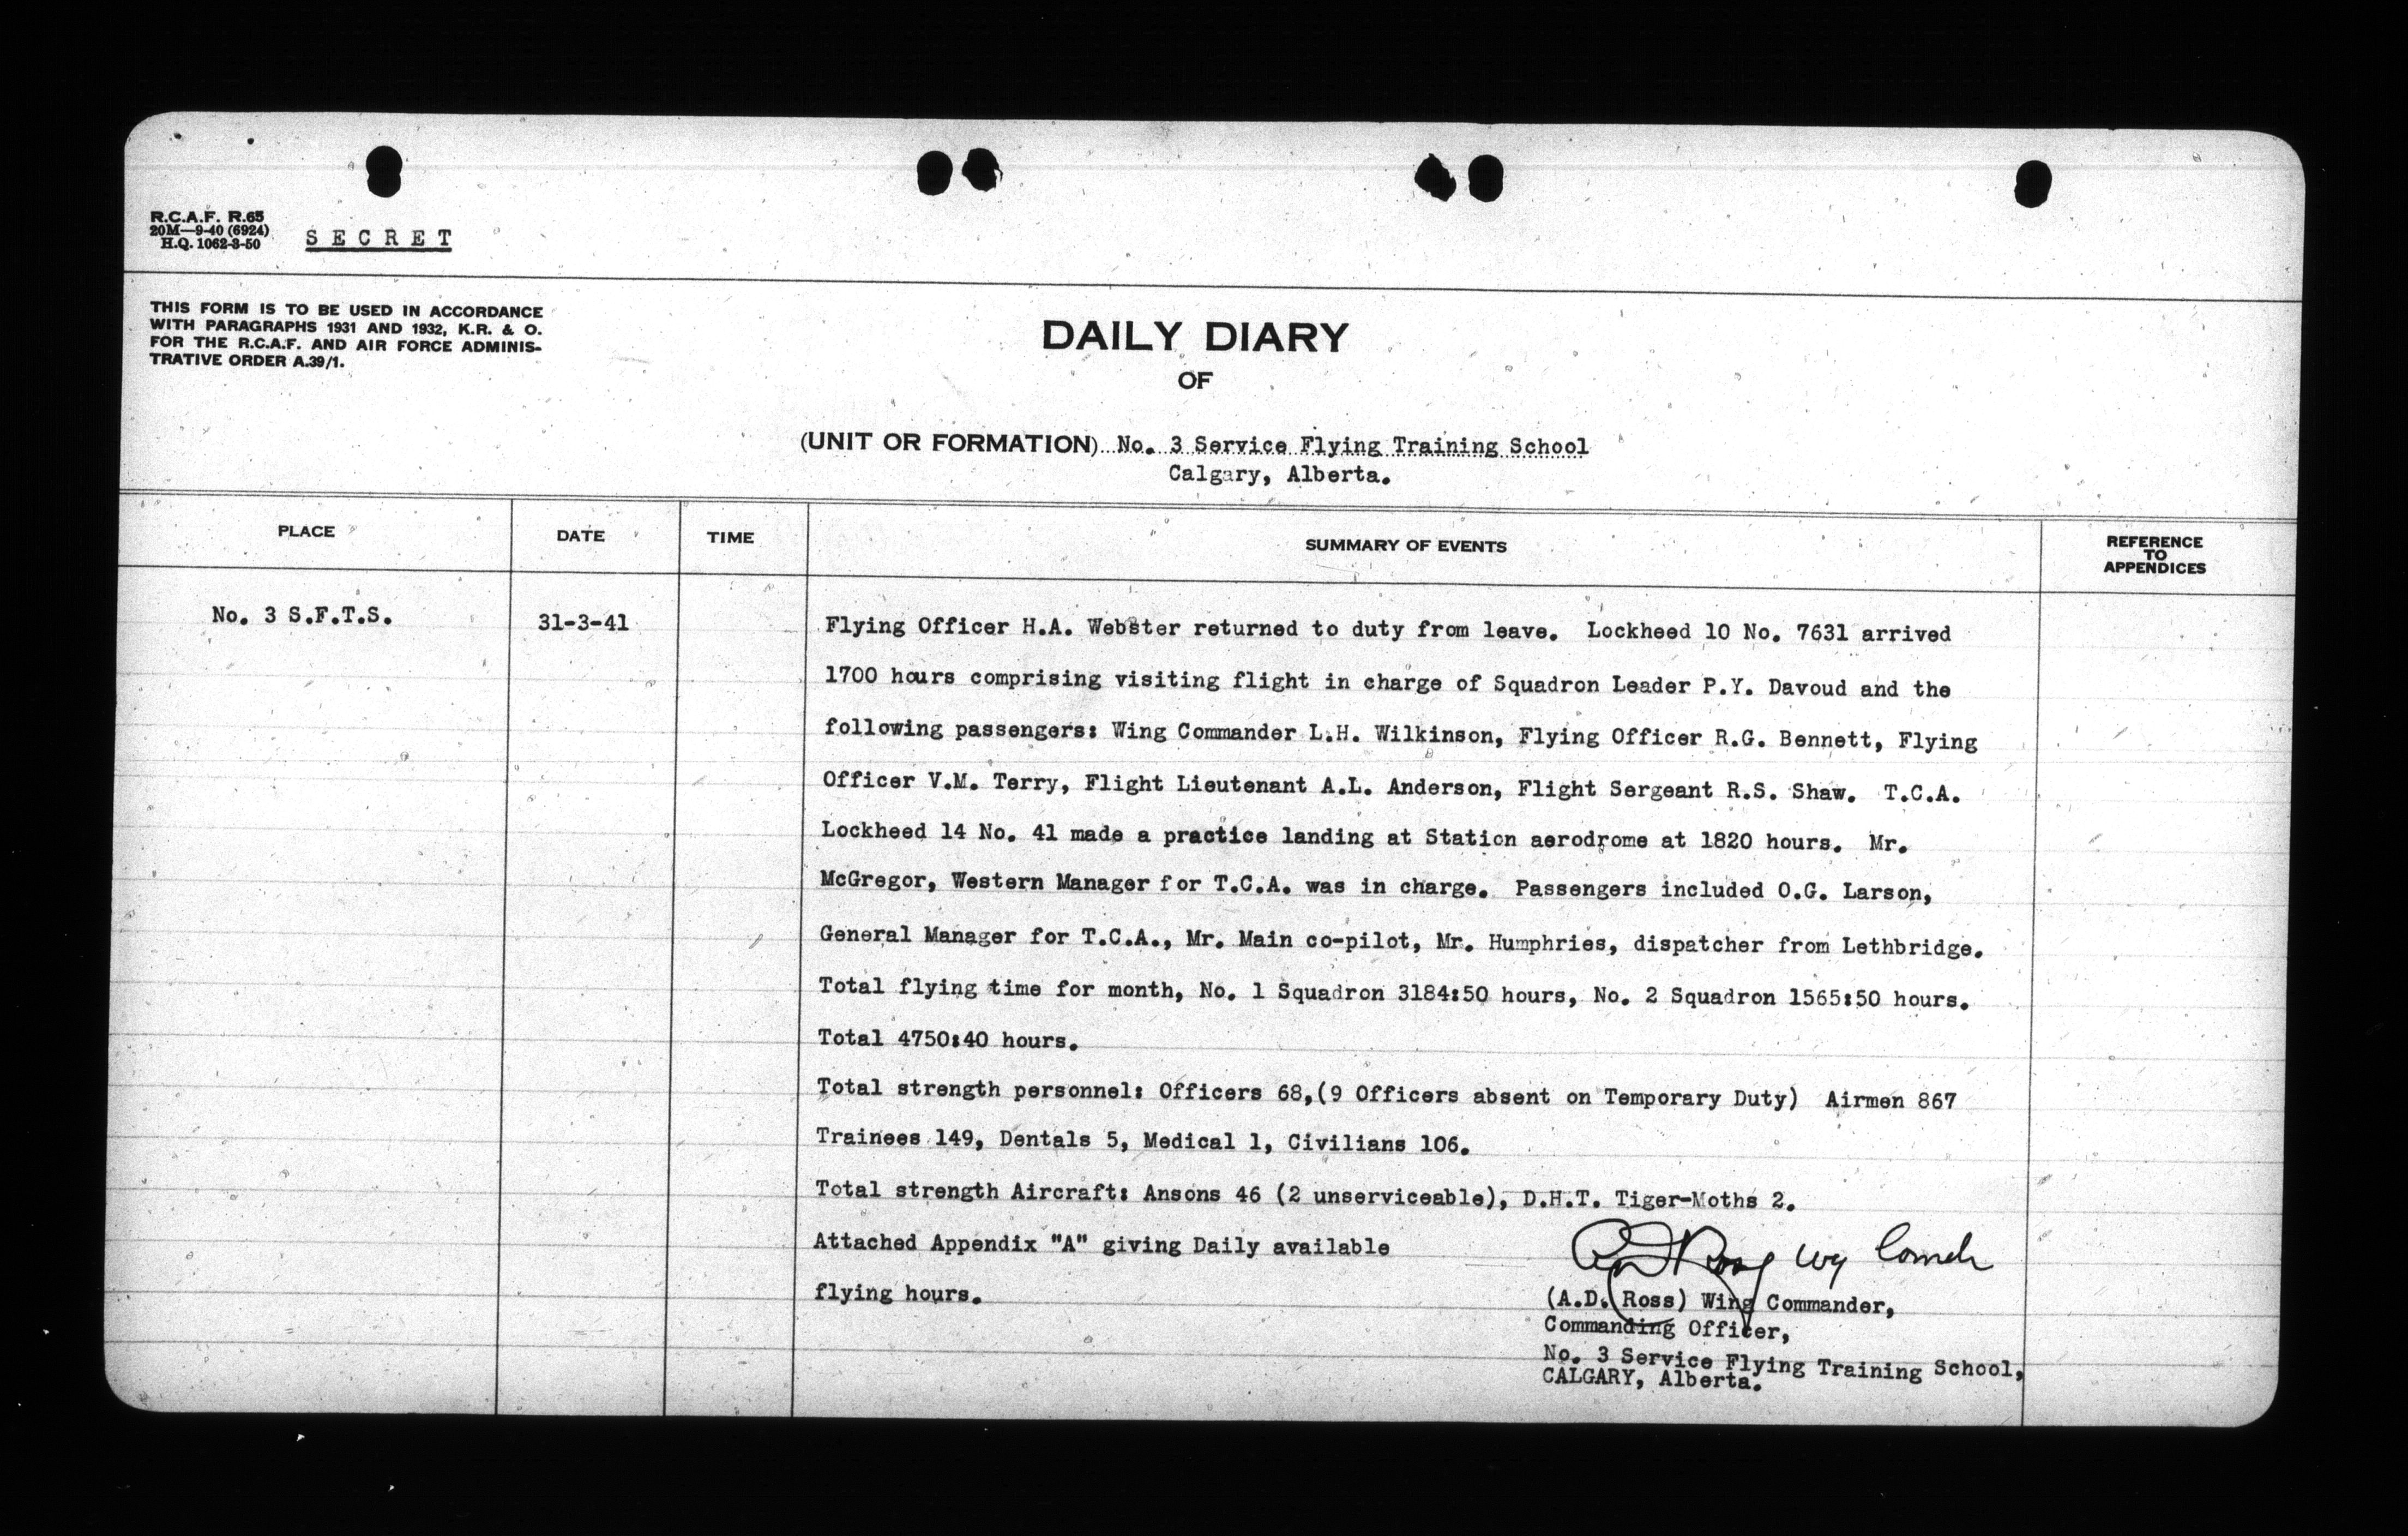 R.C.A.F. R.65
20M—9-40 (6924)
H.Q. 1062-3-50
SECRET
THIS FORM IS TO BE USED IN ACCORDANCE
WITH PARAGRAPHS 1931 AND 1932, K.R. & O.
FOR THE R.C.A.F. AND AIR FORCE ADMINIS-
TRATIVE ORDER A.39/1.
DAILY DIARY
OF
(UNIT OR FORMATION) No. 3 Service Flying Training School
Calgary, Alberta.
PLACE DATE TIME SUMMARY OF EVENTS REFERENCE
TO
APPENDICES
No. 3 S.F.T.S. 31-3-41 Flying Officer H.A. Webster returned to duty from leave. Lockheed 10 No. 7631 arrived
1700 hours comprising visiting flight in charge of Squadron Leader P.Y. Davoud and the
following passengers: Wing Commander L.H. Wilkinson, Flying Officer R.G. Bennett, Flying
Officer V.M. Terry, Flight Lieutenant A.L. Anderson, Flight Sergeant R.S. Shaw. T.C.A.
Lockheed 14 No. 41 made a practice landing at Station aerodrome at 1820 hours. Mr.
McGregor, Western Manager for T.C.A. was in charge. Passengers included O.G. Larson,
General Manager for T.C.A., Mr. Main co-pilot, Mr. Humphries, dispatcher from Lethbridge.
Total flying time for month, No. 1 Squadron 3184:50 hours, No. 2 Squadron 1565:50 hours.
Total 4750:40 hours.
Total strength personnel: Officers 68,(9 Officers absent on Temporary Duty) Airmen 867
Trainees 149, Dentals 5, Medical 1, Civilians 106.
Total strength Aircraft: Ansons 46 (2 unserviceable), D.H.T. Tiger-Moths 2.
Attached Appendix "A" giving Daily available
flying hours.
AD Ross Wg Comdr
(A.D. Ross) Wing Commander,
Commanding Officer,
No. 3 Service Flying Training School,
CALGARY, Alberta.